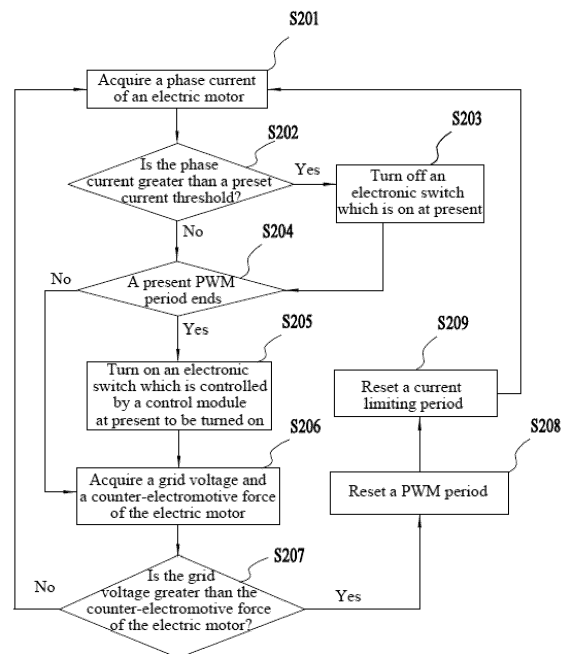 S201
Acquire a phase current
of an electric motor
S202
Is the phase
current greater than a preset
current threshold?
Yes
S203
Turn off an
electronic switch
which is on at present
No
S204
A present PWM
period ends
No
Yes
S205
Turn on an electronic
switch which is controlled
by a control module
at present to be turned on
S209
Reset a current
limiting period
S206
Acquire a grid voltage and
a counter-electromotive force
of the electric motor
S208
Reset a PWM period
S207
Is the grid
voltage greater than the
counter-electromotive force
of the electric motor?
No
Yes